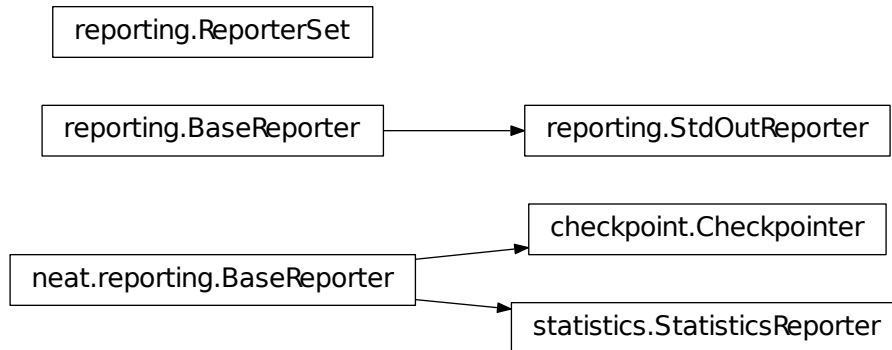 reporting.ReporterSet
reporting.BaseReporter
reporting.StdOutReporter
checkpoint.Checkpointer
neat.reporting.BaseReporter
statistics.StatisticsReporter